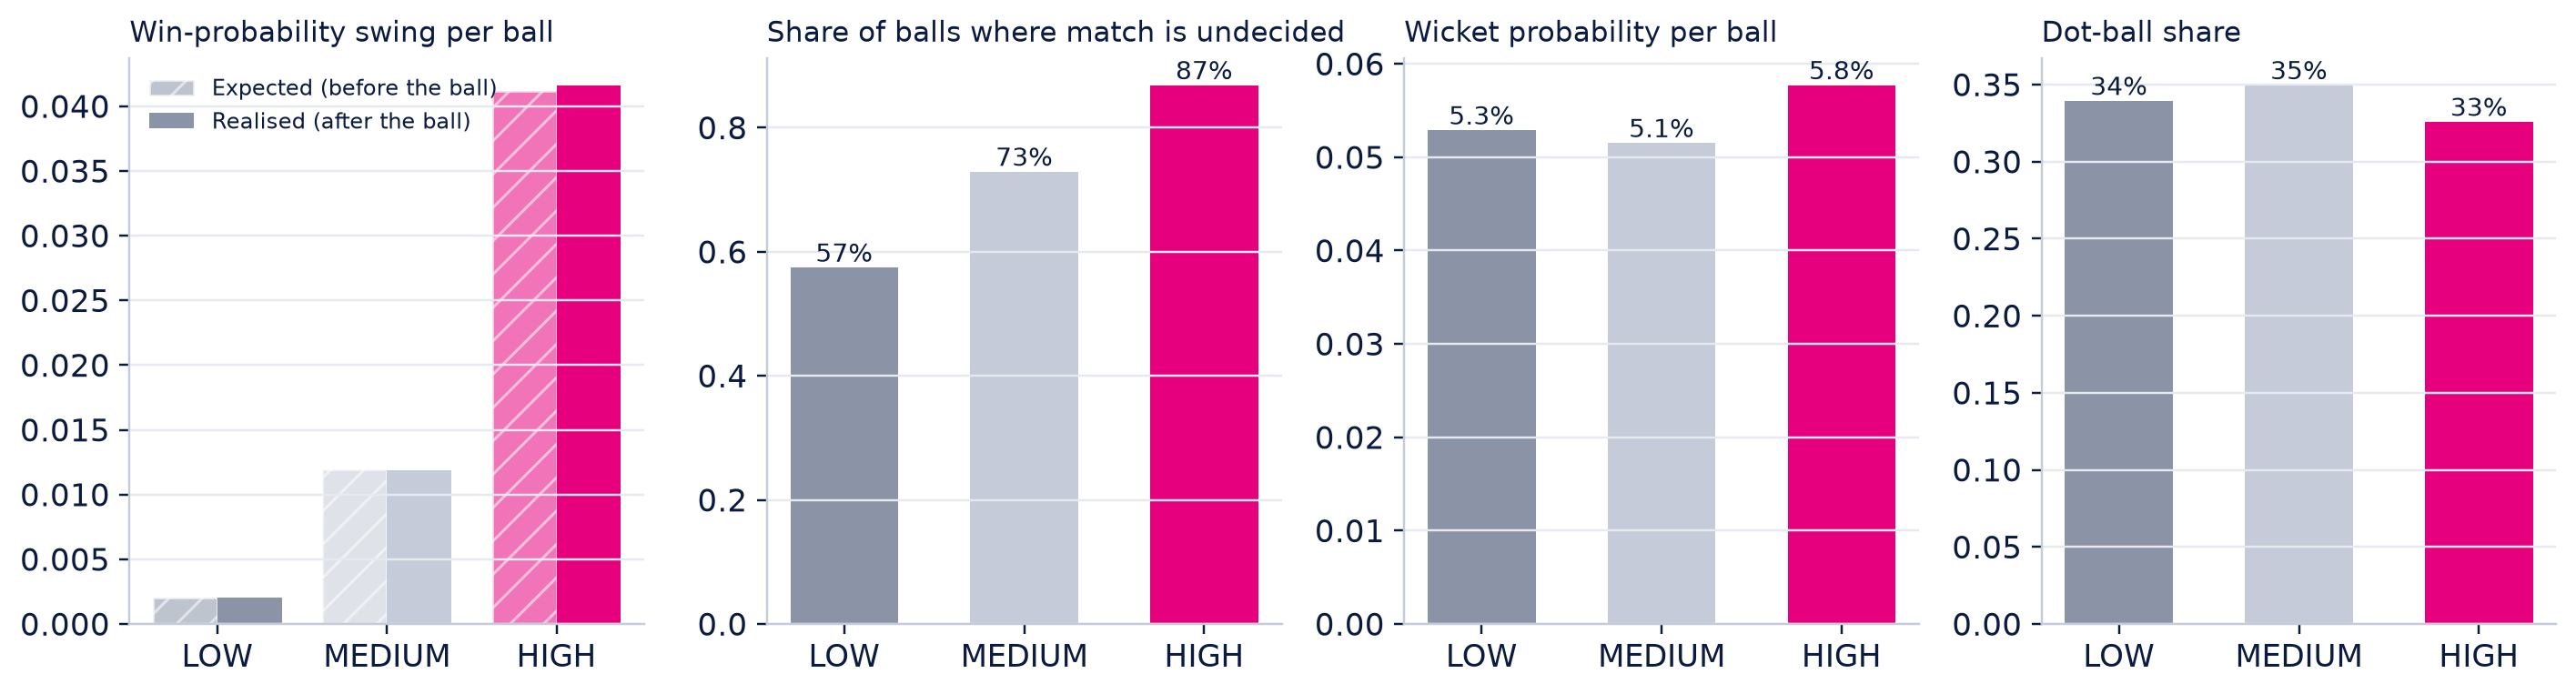 Win-probability swing per ball
Expected (before the ball)
Realised (after the ball)
0.040
0.035
0.030
0.025
0.020
0.015
0.010
0.005
0.000
LOW
MEDIUM
HIGH
Share of balls where match is undecided
0.8
0.6
0.4
0.2
0.0
57%
73%
87%
LOW
MEDIUM
HIGH
Wicket probability per ball
0.06
0.05
0.04
0.03
0.02
0.01
0.00
5.3%
5.1%
5.8%
LOW
MEDIUM
HIGH
Dot-ball share
0.35
0.30
0.25
0.20
0.15
0.10
0.05
0.00
34%
35%
33%
LOW
MEDIUM
HIGH